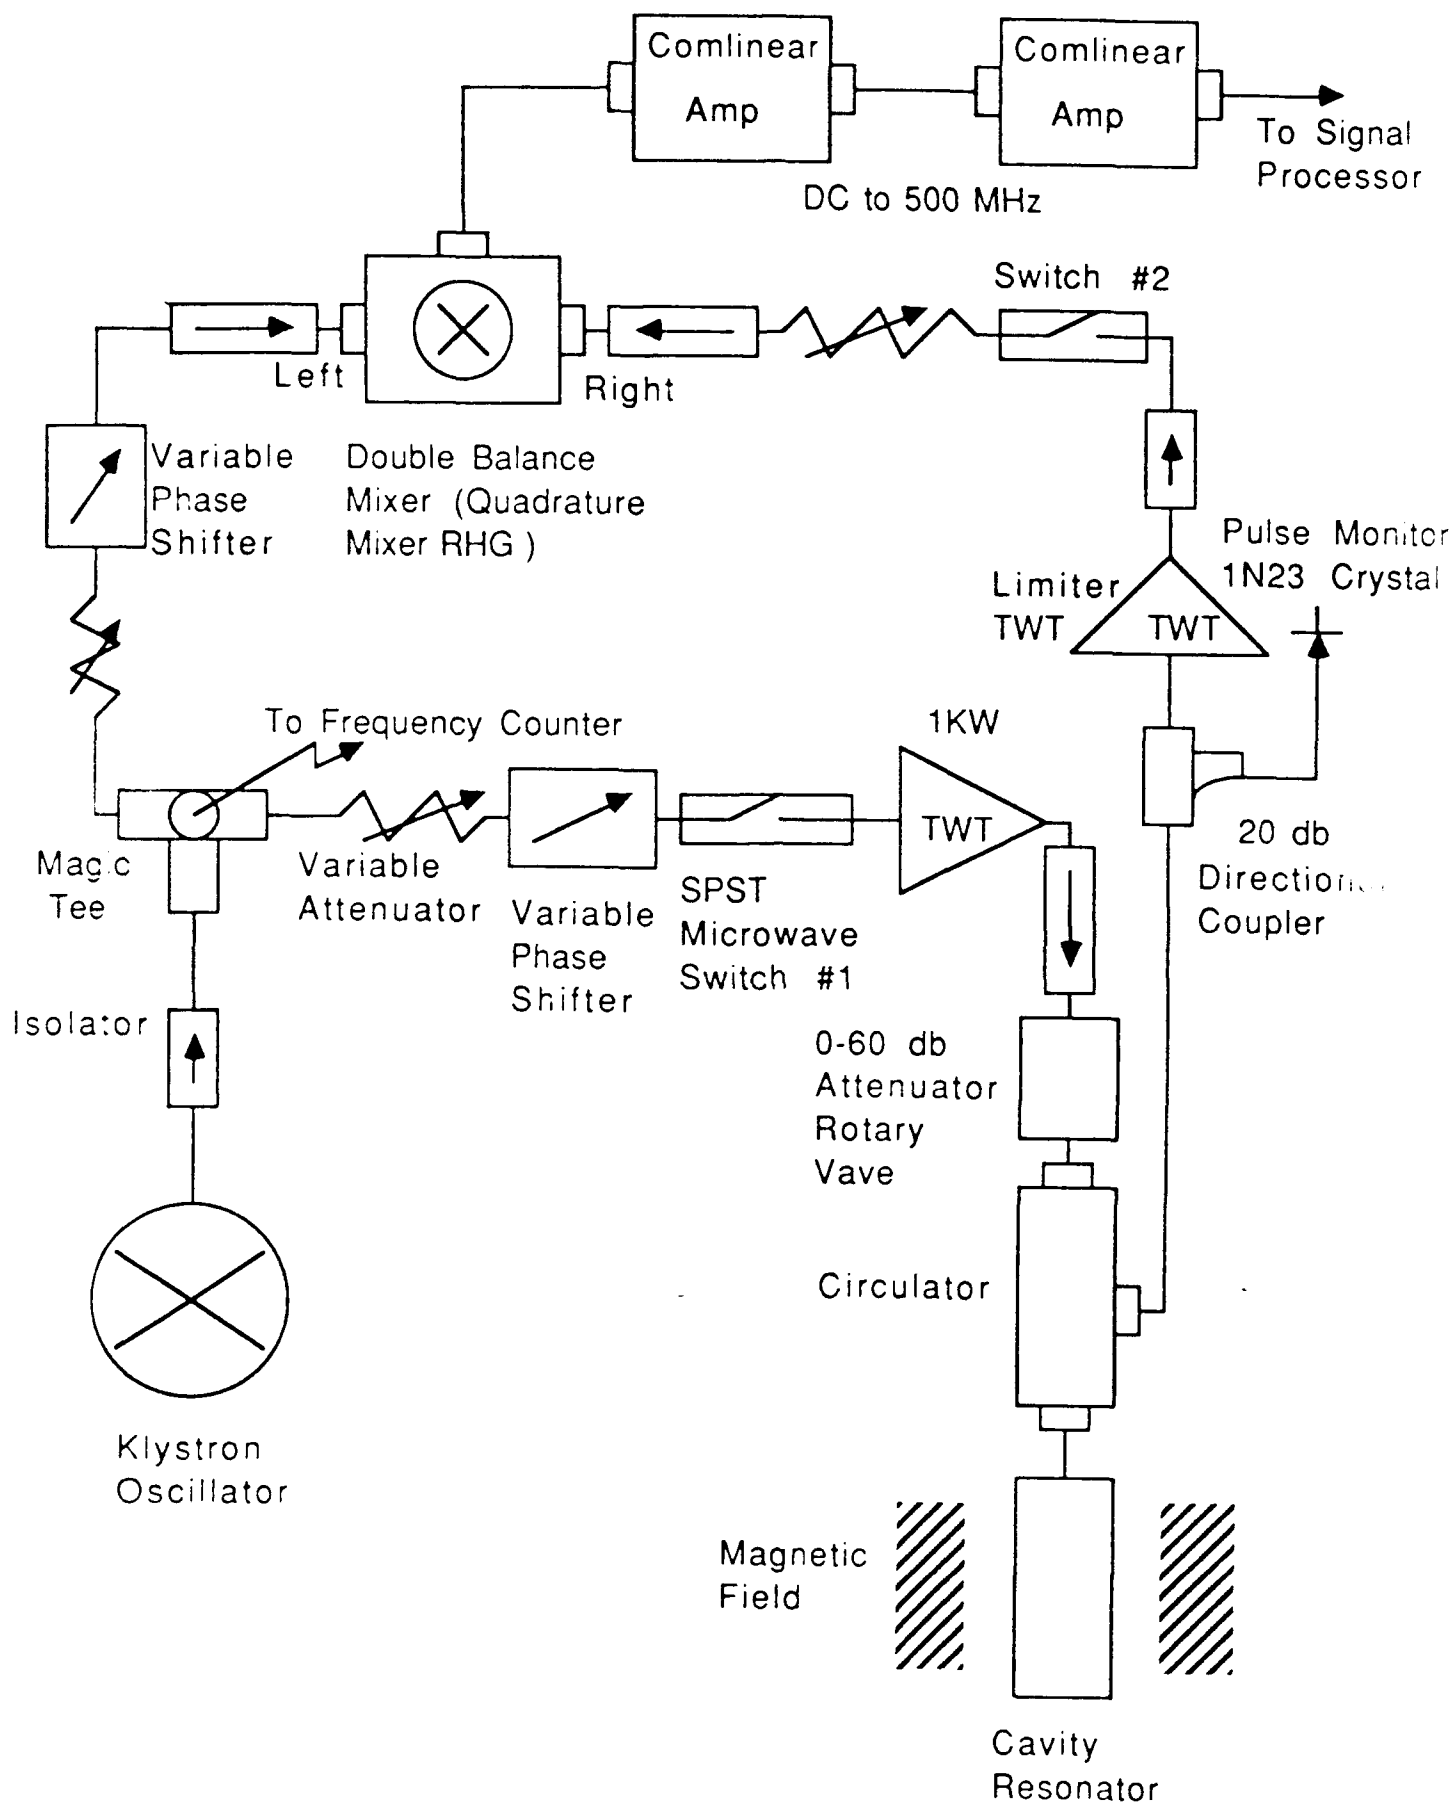 Comlinear
Amp
Comlinear
Amp
To Signal
Processor
DC to 500 MHz
Switch #2
Left
Right
Variable
Phase
Shifter
Double Balance
Mixer (Quadrature
Mixer RHG )
Pulse Monitor
1N23 Crystal
Limiter
TWT
TWT
To Frequency Counter
1KW
TWT
Magic
Tee
Variable
Attenuator
Variable
Phase
Shifter
SPST
Microwave
Switch #1
20 db
Coupler
Isolator
0-60 db
Attenuator
Rotary
Vave
Circulator
Klystron
Oscillator
Magnetic
Field
Cavity
Resonator